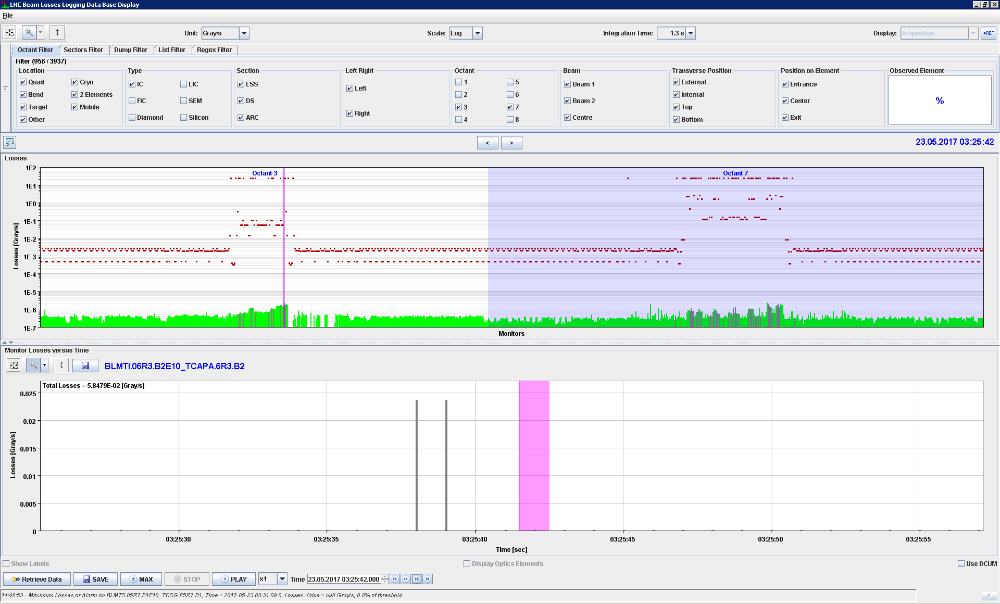 LHC Beam Losses Logging Data Base Display
File
Unit: Gray/s Scale: Log Integration Time: 1.3 s Display: Acquisition →REF
Octant Filter Sectors Filter Dump Filter List Filter Regex Filter
Filter (956 / 3937)
Location Type Section Left Right Octant Beam Transverse Position Position on Element Observed Element
Quad Cryo IC LIC LSS Left 1 5 Beam 1 External Entrance
Bend 2 Elements FIC SEM DS 2 6 Beam 2 Internal Center %
Target Mobile Diamond Silicon ARC Right 3 7 Centre Top Exit
Other 4 8 Bottom
< > 23.05.2017 03:25:42
Losses
Octant 3 Octant 7
1E2
1E1
1E0
1E-1
1E-2
1E-3
1E-4
1E-5
1E-6
1E-7
Losses [Gray/s]
Monitors
Monitor Losses versus Time
BLMTI.06R3.B2E10_TCAPA.6R3.B2
Total Losses = 5.8479E-02 [Gray/s]
0.025
0.02
0.015
0.01
0.005
0
Losses [Gray/s]
03:25:30 03:25:35 03:25:40 03:25:45 03:25:50 03:25:55
Time [sec]
Show Labels Display Optics Elements Use DCUM
Retrieve Data SAVE MAX STOP PLAY x1 Time 23.05.2017 03:25:42.000
14:48:53 - Maximum Losses or Alarm on BLMTS.05R7.B1E10_TCSG.E5R7.B1, Time = 2017-05-23 03:31:09.0, Losses Value = null Gray/s, 0.0% of threshold.